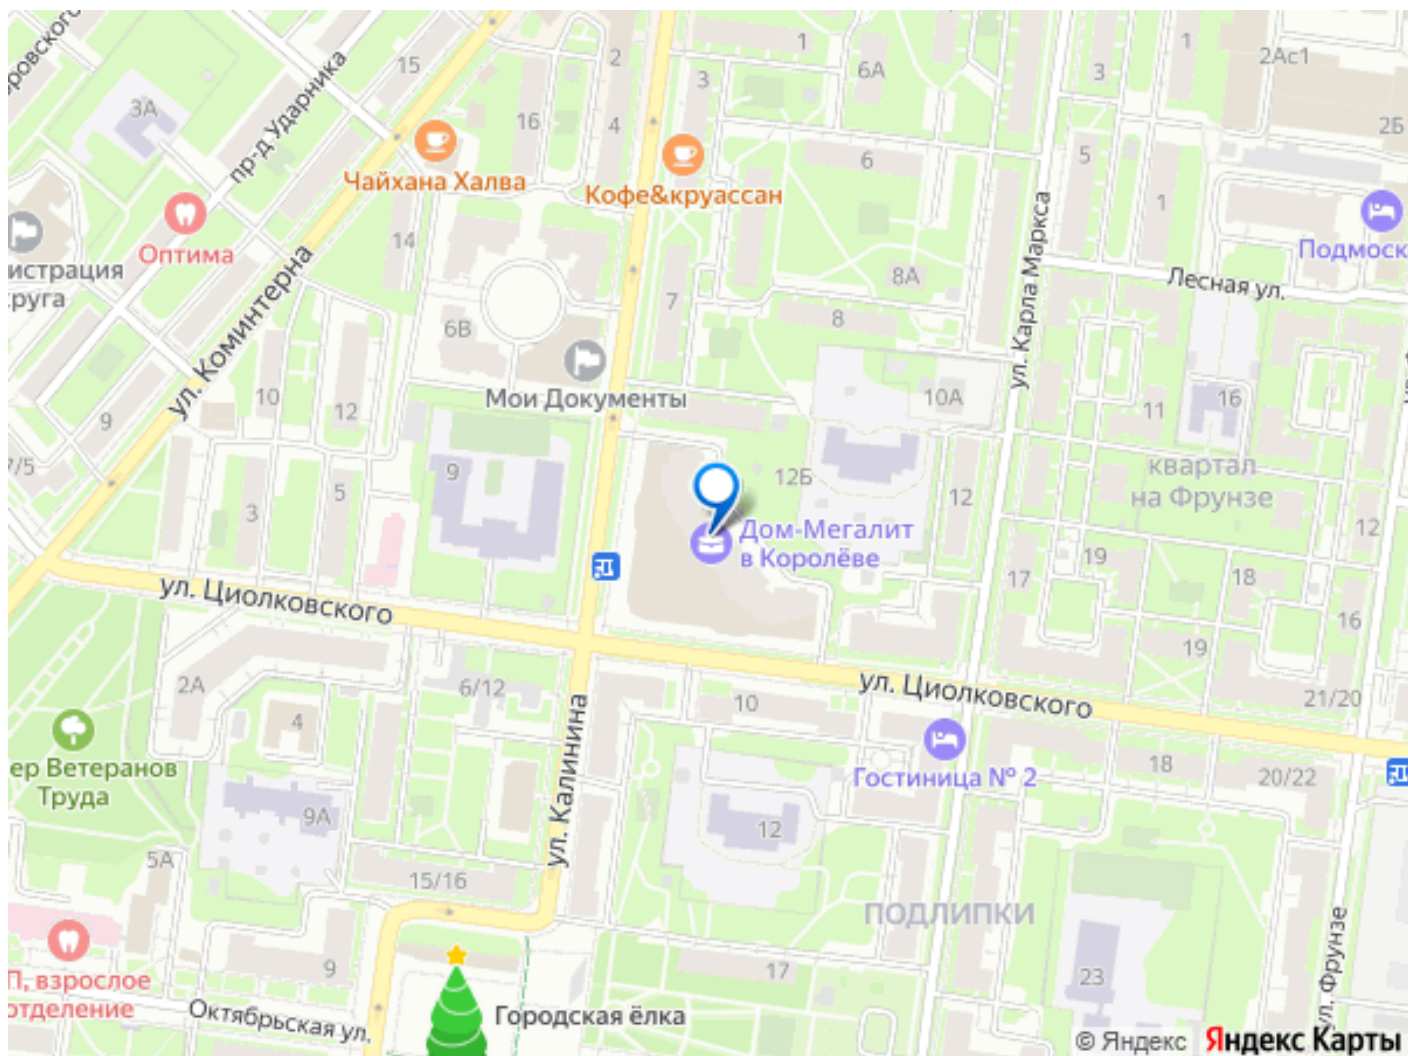 ровского
пр-д Ударника
15
2
1
6А
3
1
3
2Ас1
2Б
3А
16
4
5
6
Чайхана Халва
Кофе&круассан
1
ул. Карла Маркса
Оптима
14
Подмоск
истрация
руга
ул. Коминтерна
8А
Лесная ул.
6В
7
8
Мои Документы
10А
10
12
11
16
9
7/5
9
12Б
квартал
на Фрунзе
3
5
12
12
Дом-Мегалит
в Королёве
19
17
18
16
ул. Циолковского
19
2А
6/12
10
ул. Циолковского
21/20
4
ул. Калинина
Гостиница № 2
18
20/22
ер Ветеранов
Труда
9А
12
5А
15/16
ПОДЛИПКИ
ул. Фрунзе
9
17
23
П, взрослое
отделение
Октябрьская ул.
Городская ёлка
© Яндекс Яндекс Карты